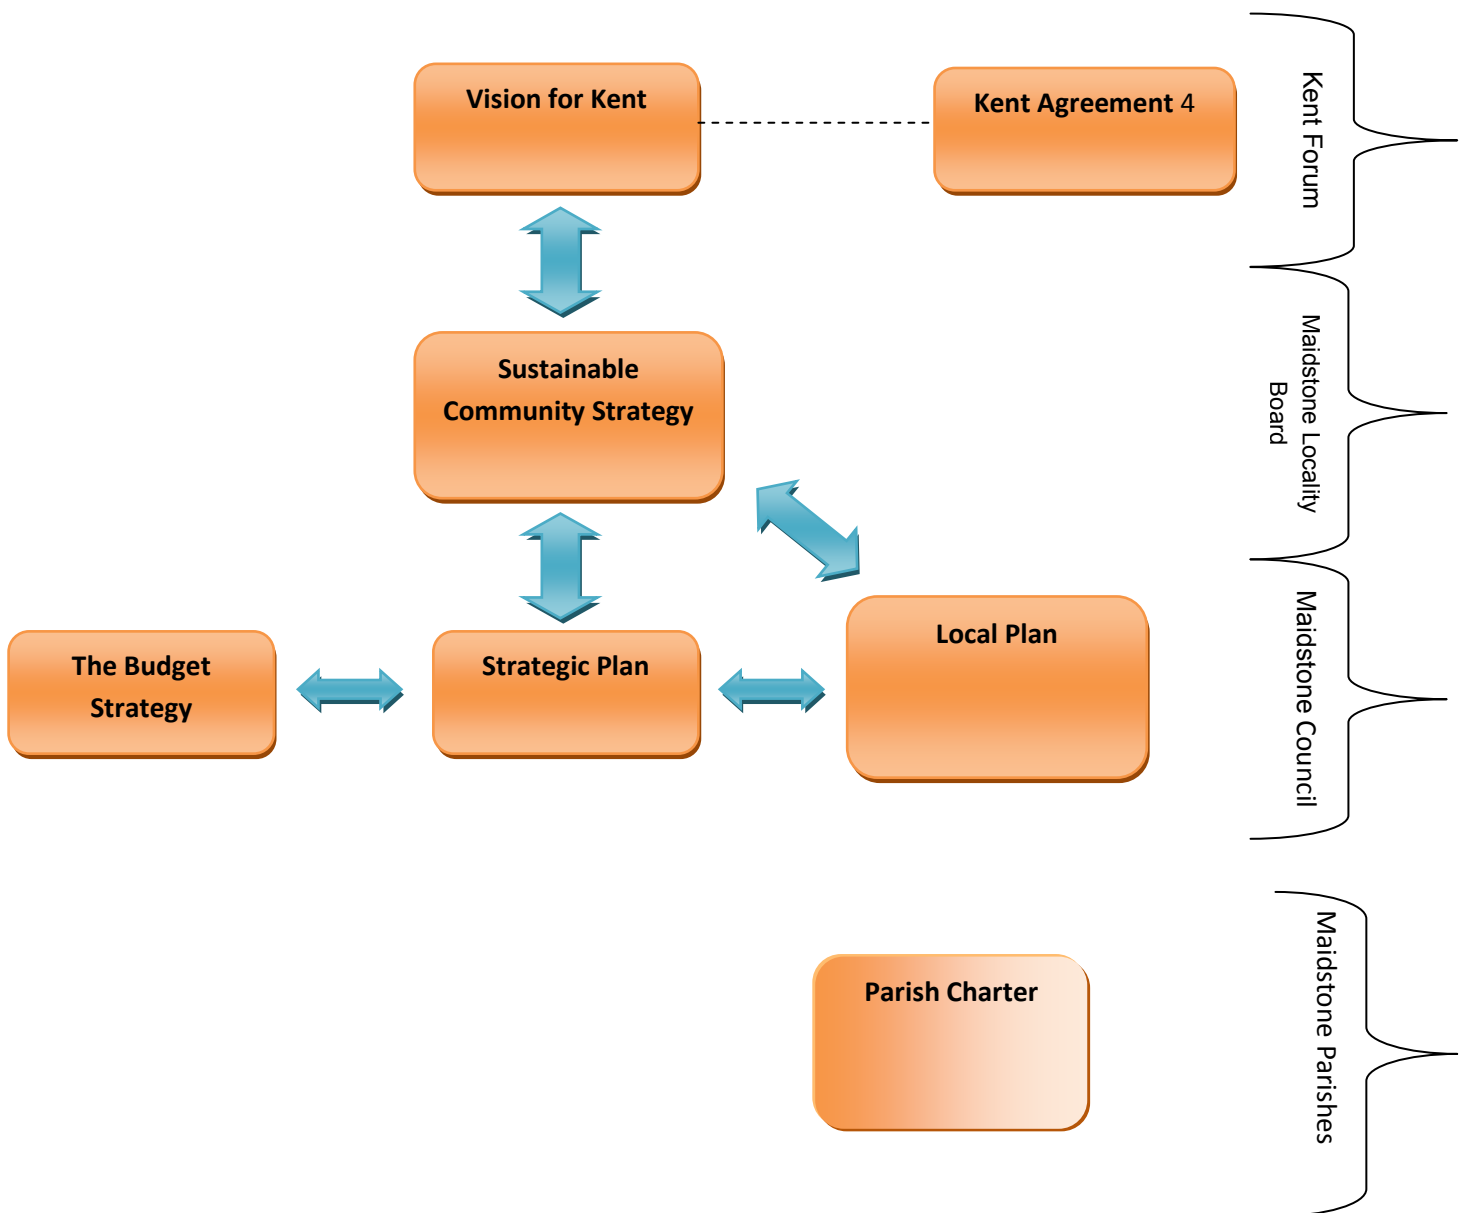 Vision for Kent
Kent Agreement 4
Kent Forum
Sustainable
Community Strategy
Maidstone Locality
Board
The Budget
Strategy
Strategic Plan
Local Plan
Maidstone Council
Parish Charter
Maidstone Parishes